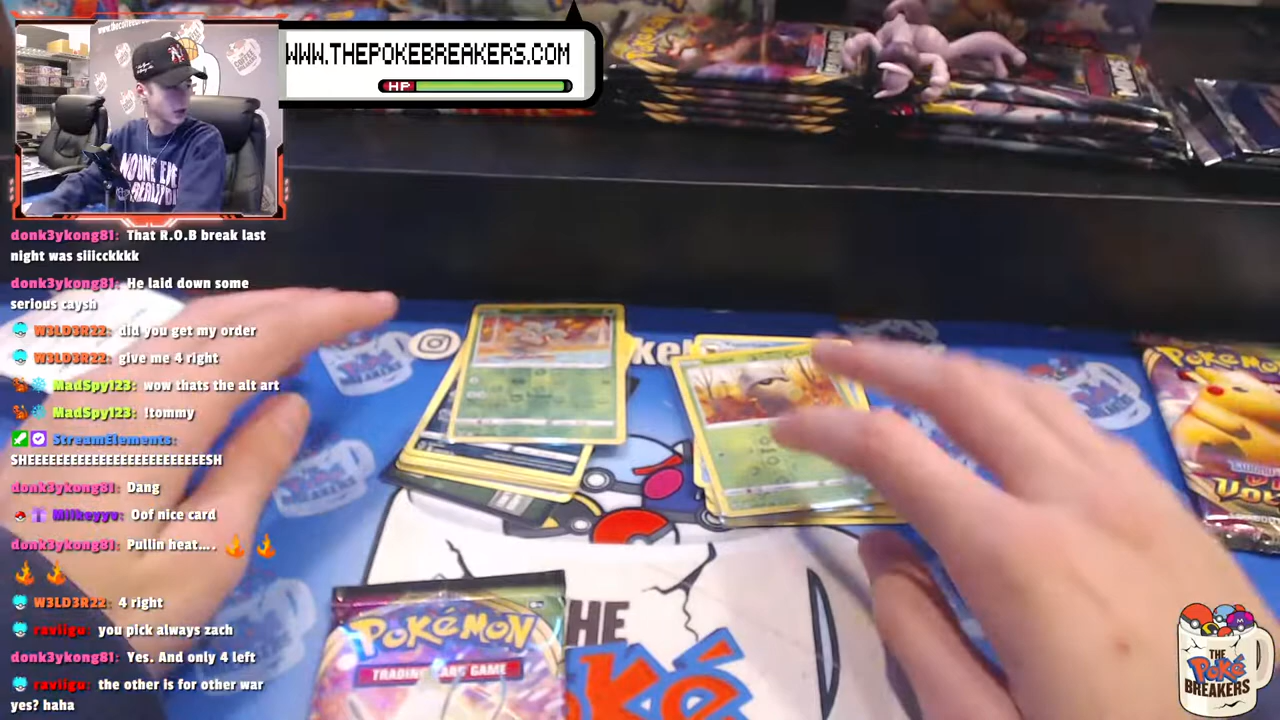 WWW.THEPOKEBREAKERS.COM
HP
donk3ykong81: That R.O.B break last
night was siiicckkkk
donk3ykong81: He laid down some
serious caysh
W3LD3R22: did you get my order
W3LD3R22: give me 4 right
MadSpy123: wow thats the alt art
MadSpy123: !tommy
StreamElements:
SHEEEEEEEEEEEEEEEEEEEEEEESH
donk3ykong81: Dang
Miikeyyv: Oof nice card
donk3ykong81: Pullin heat....
W3LD3R22: 4 right
raviigu: you pick always zach
donk3ykong81: Yes. And only 4 left
raviigu: the other is for other war
yes? haha
POKÉMON
TRADING CARD GAME
THE
Poké
THE
Poké
BREAKERS